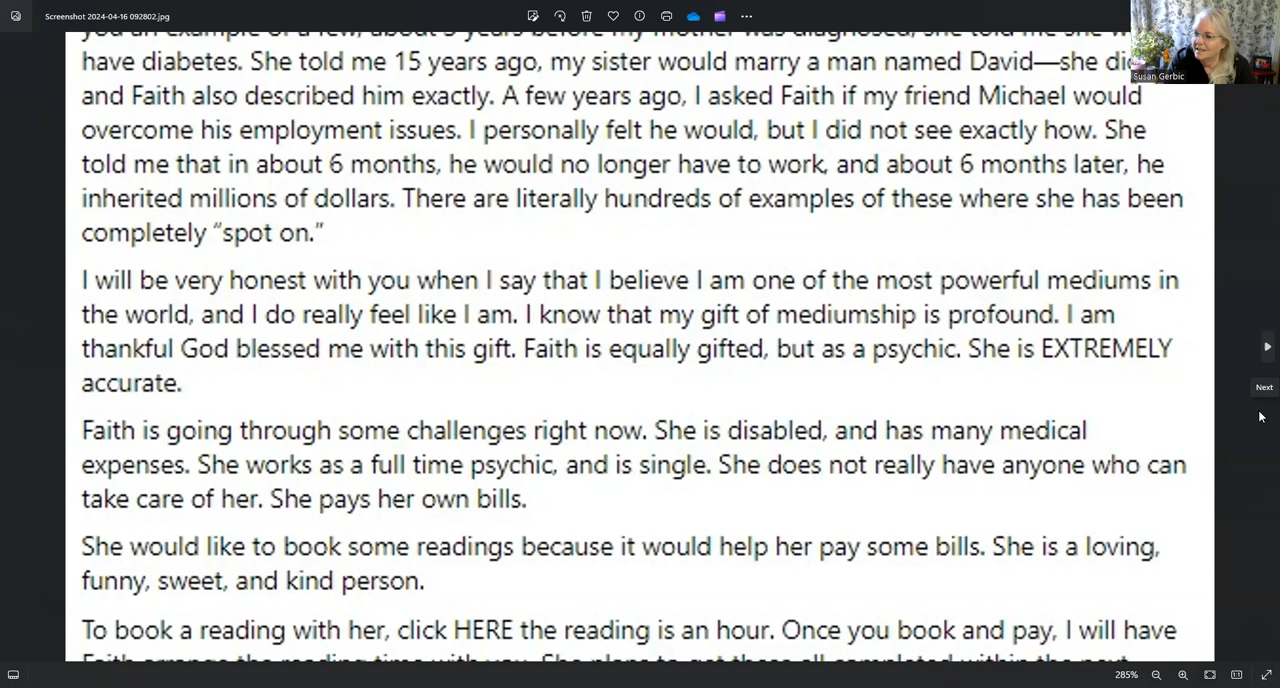 Screenshot 2024-04-16 092802.jpg
Susan Gerbic
have diabetes. She told me 15 years ago, my sister would marry a man named David—she
and Faith also described him exactly. A few years ago, I asked Faith if my friend Michael would
overcome his employment issues. I personally felt he would, but I did not see exactly how. She
told me that in about 6 months, he would no longer have to work, and about 6 months later, he
inherited millions of dollars. There are literally hundreds of examples of these where she has been
completely “spot on.”
I will be very honest with you when I say that I believe I am one of the most powerful mediums in
the world, and I do really feel like I am. I know that my gift of mediumship is profound. I am
thankful God blessed me with this gift. Faith is equally gifted, but as a psychic. She is EXTREMELY
accurate.
Next
Faith is going through some challenges right now. She is disabled, and has many medical
expenses. She works as a full time psychic, and is single. She does not really have anyone who can
take care of her. She pays her own bills.
She would like to book some readings because it would help her pay some bills. She is a loving,
funny, sweet, and kind person.
To book a reading with her, click HERE the reading is an hour. Once you book and pay, I will have
285%